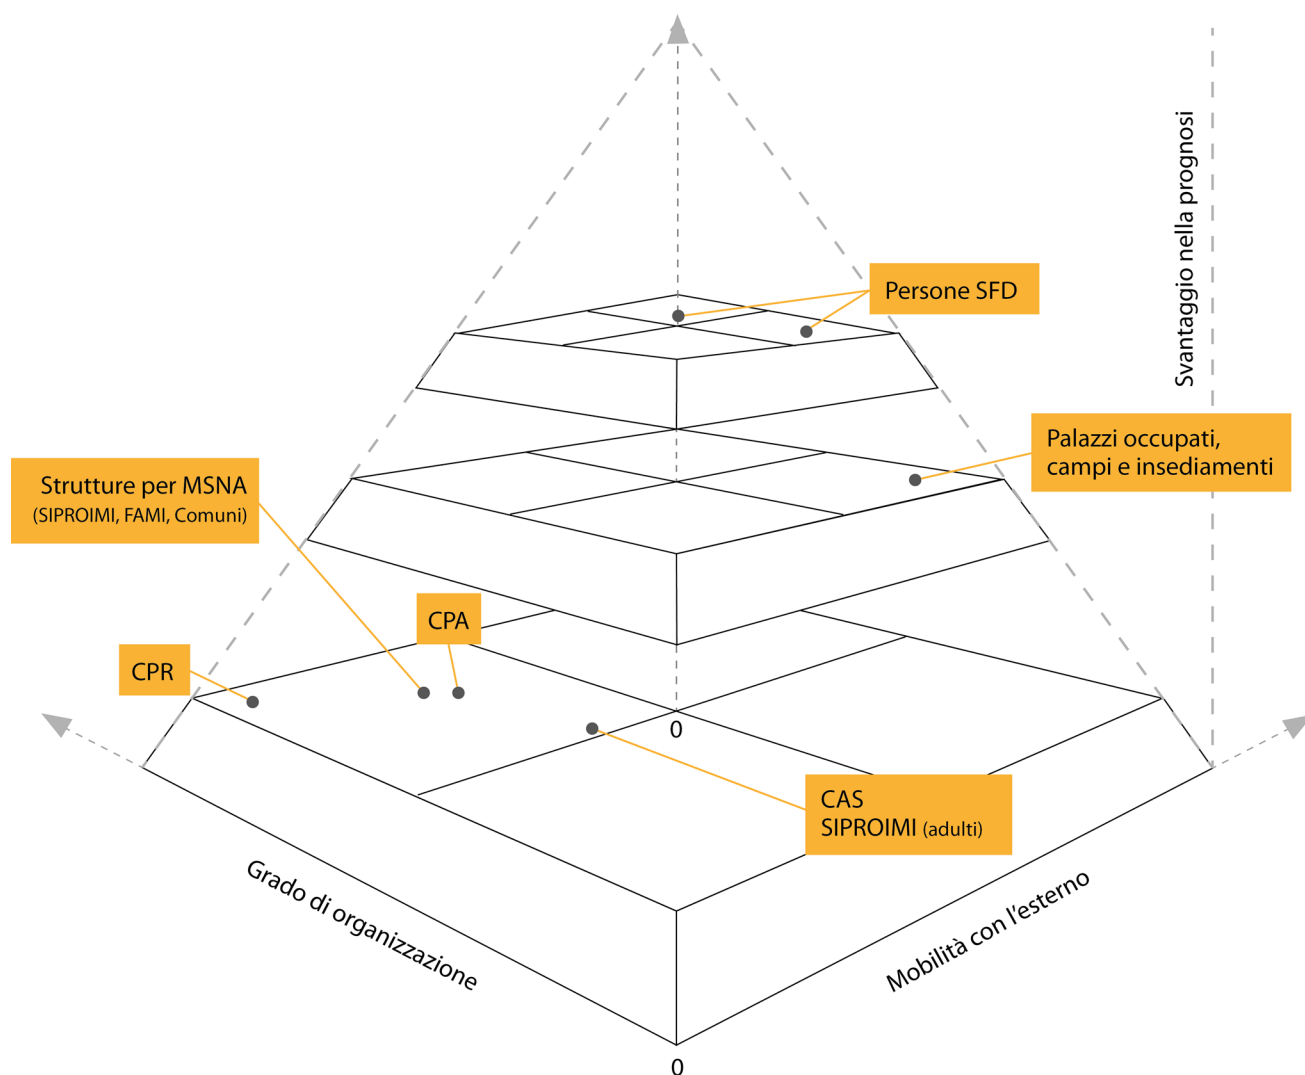 Svantaggio nella prognosi
Persone SFD
Palazzi occupati,
campi e insediamenti
Strutture per MSNA
(SIPROIMI, FAMI, Comuni)
CPA
CPR
0
CAS
SIPROIMI (adulti)
Grado di organizzazione
Mobilità con l'esterno
0